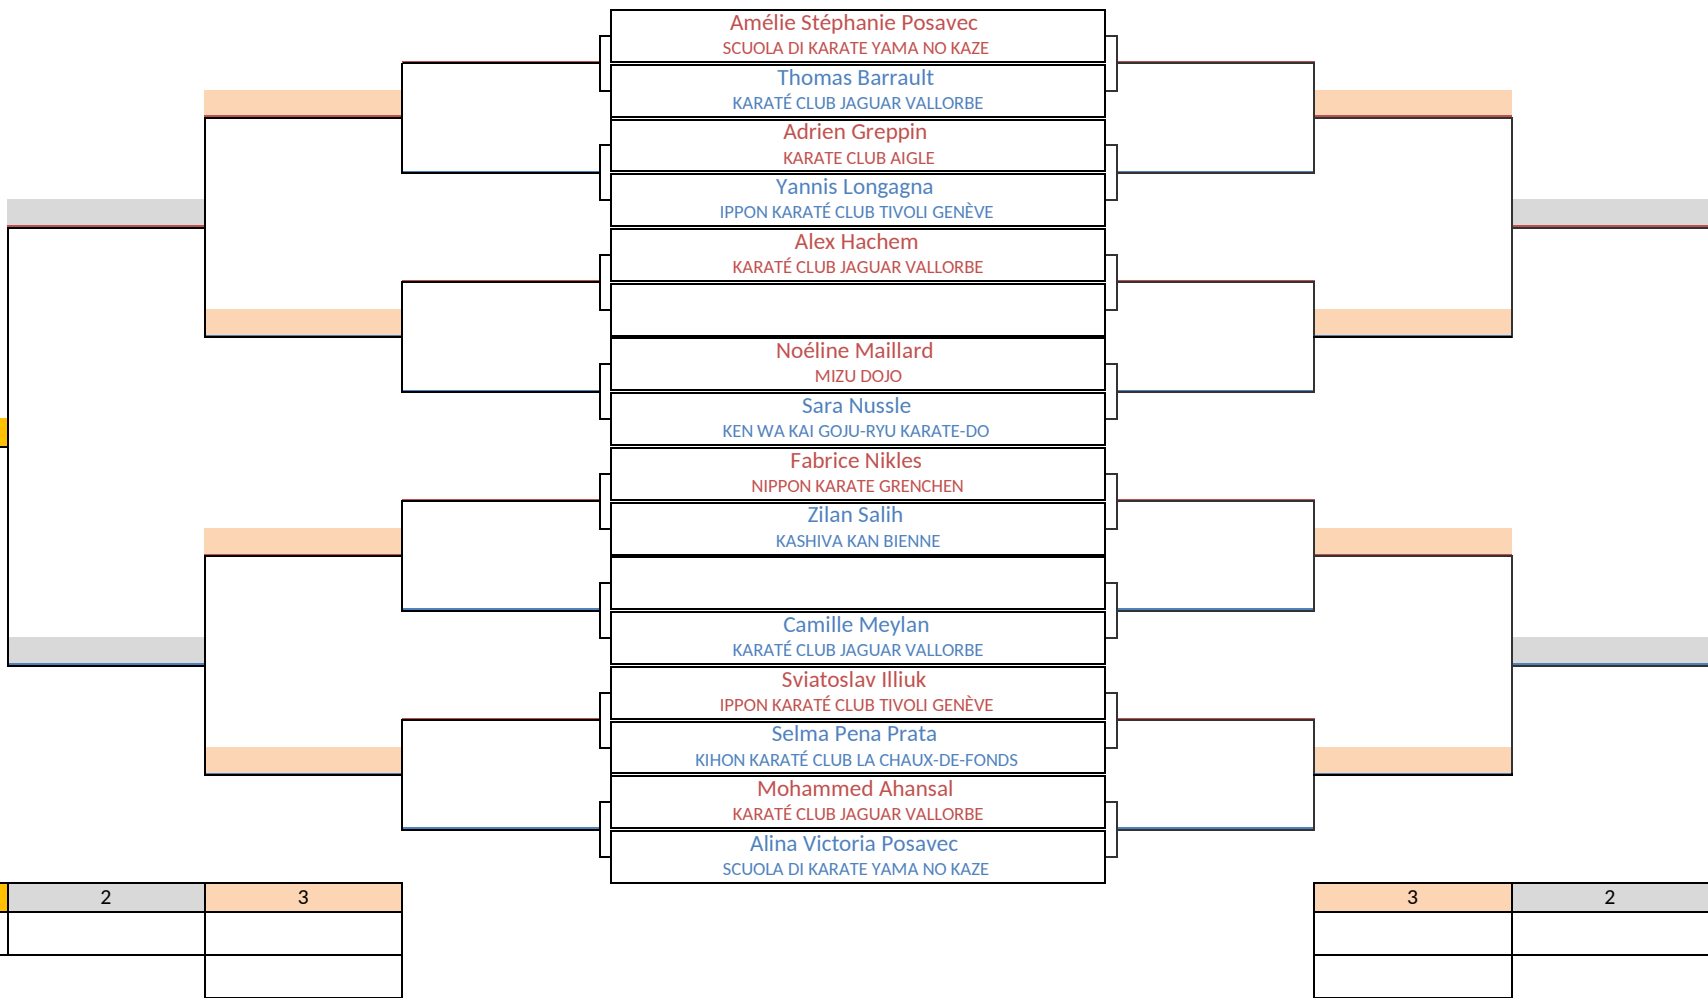 Amélie Stéphanie Posavec
SCUOLA DI KARATE YAMA NO KAZE
Thomas Barrault
KARATÉ CLUB JAGUAR VALLORBE
Adrien Greppin
KARATE CLUB AIGLE
Yannis Longagna
IPPON KARATÉ CLUB TIVOLI GENÈVE
Alex Hachem
KARATÉ CLUB JAGUAR VALLORBE
Noéline Maillard
MIZU DOJO
Sara Nussle
KEN WA KAI GOJU-RYU KARATE-DO
Fabrice Nikles
NIPPON KARATE GRENCHEN
Zilan Salih
KASHIVA KAN BIENNE
Camille Meylan
KARATÉ CLUB JAGUAR VALLORBE
Sviatoslav Illiuk
IPPON KARATÉ CLUB TIVOLI GENÈVE
Selma Pena Prata
KIHON KARATÉ CLUB LA CHAUX-DE-FONDS
Mohammed Ahansal
KARATÉ CLUB JAGUAR VALLORBE
Alina Victoria Posavec
SCUOLA DI KARATE YAMA NO KAZE
2 3 3 2